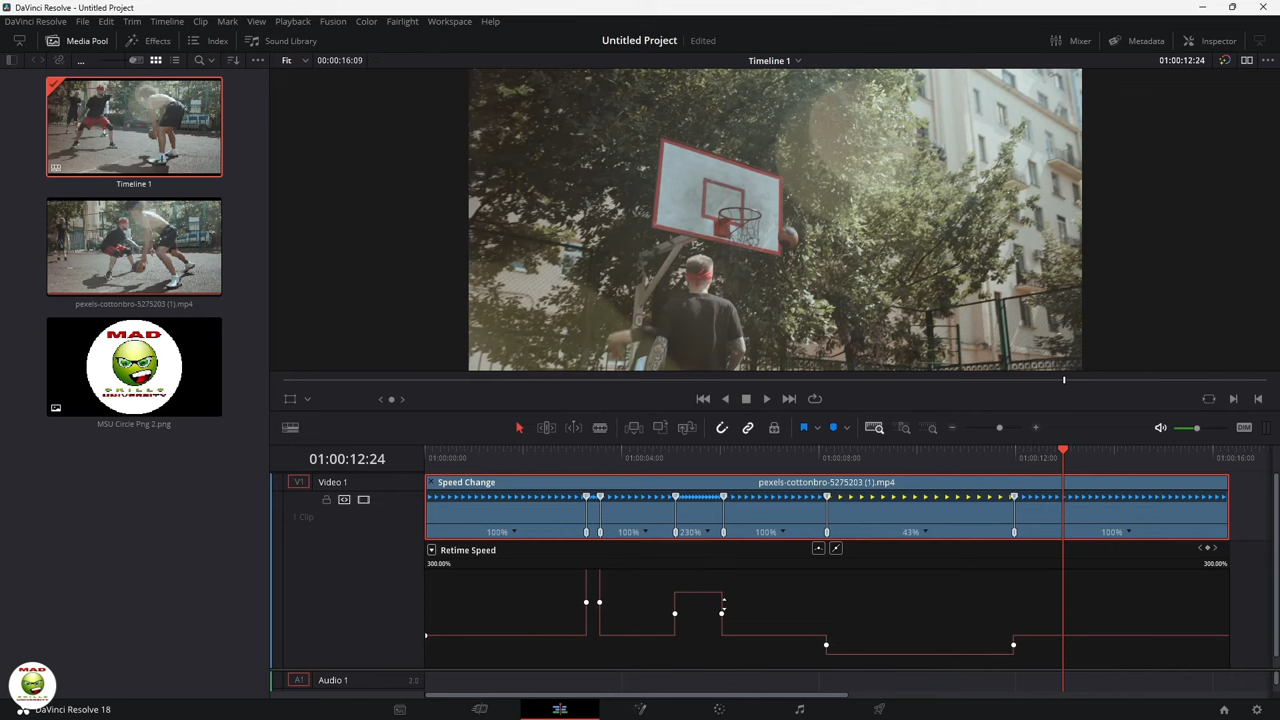 DaVinci Resolve - Untitled Project
DaVinci Resolve File Edit Trim Timeline Clip Mark View Playback Fusion Color Fairlight Workspace Help
Media Pool Effects Index Sound Library Untitled Project Edited Mixer Metadata Inspector
... Fit 00:00:16:09 Timeline 1 01:00:12:24
Timeline 1
pexels-cottonbro-5275203 (1).mp4
MAD
SKILLS
UNIVERSITY
MSU Circle Png 2.png
DIM
01:00:12:24 01:00:00:00 01:00:04:00 01:00:08:00 01:00:12:00 01:00:16:00
V1 Video 1 Speed Change pexels-cottonbro-5275203 (1).mp4
1 Clip
100% 100% 230% 100% 43% 100%
Retime Speed
300.00% 300.00%
A1 Audio 1 2.0
MAD
DaVinci Resolve 18